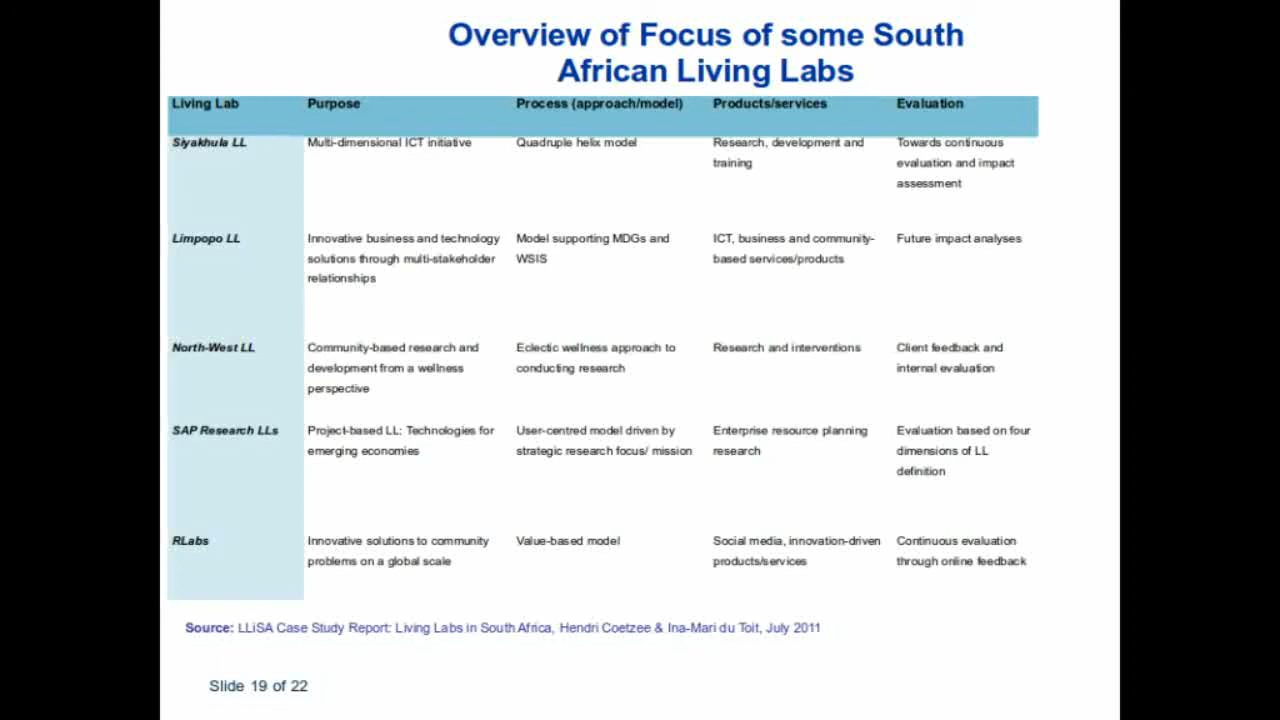 Overview of Focus of some South
African Living Labs
Living Lab Purpose Process (approach/model) Products/services Evaluation
Siyakhula LL Multi-dimensional ICT initiative Quadruple helix model Research, development and Towards continuous
training evaluation and impact
assessment
Limpopo LL Innovative business and technology Model supporting MDGs and ICT, business and community- Future impact analyses
solutions through multi-stakeholder WSIS based services/products
relationships
North-West LL Community-based research and Eclectic wellness approach to Research and interventions Client feedback and
development from a wellness conducting research internal evaluation
perspective
SAP Research LLs Project-based LL: Technologies for User-centred model driven by Enterprise resource planning Evaluation based on four
emerging economies strategic research focus/ mission research dimensions of LL
definition
RLabs Innovative solutions to community Value-based model Social media, innovation-driven Continuous evaluation
problems on a global scale products/services through online feedback
Source: LLiSA Case Study Report: Living Labs in South Africa, Hendri Coetzee & Ina-Mari du Toit, July 2011
Slide 19 of 22